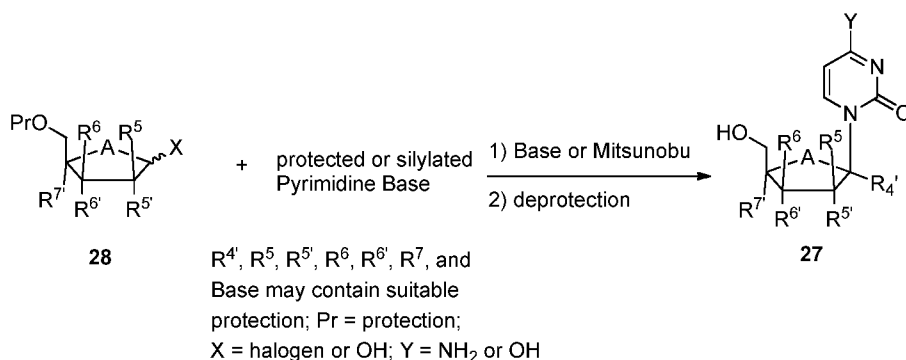 Y
N
O
N
PrO
R⁶
R⁵
X
A
R⁷'
R⁶'
R⁵'
28
+
protected or silylated
Pyrimidine Base
1) Base or Mitsunobu
2) deprotection
HO
R⁶
R⁵
A
R₄'
R⁷'
R⁶'
R⁵'
27
R⁴', R⁵, R⁵', R⁶, R⁶', R⁷, and
Base may contain suitable
protection; Pr = protection;
X = halogen or OH; Y = NH₂ or OH